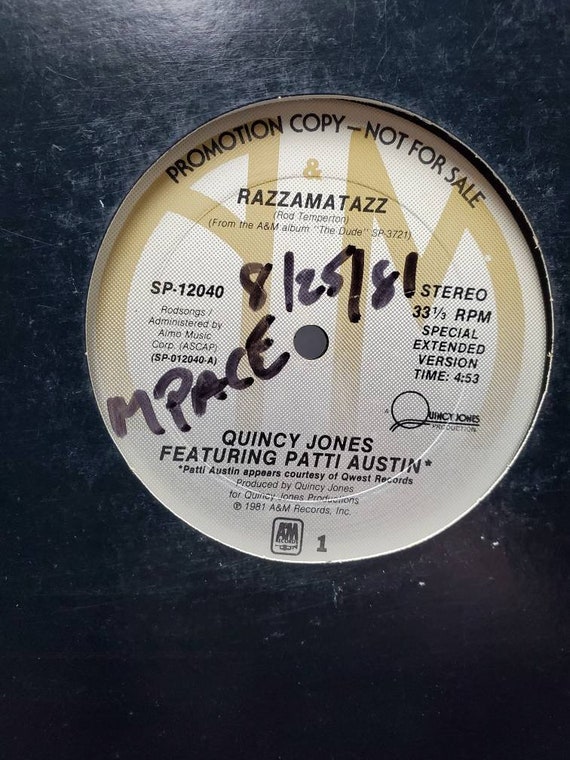 PROMOTION COPY — NOT FOR SALE
&
RAZZAMATAZZ
(Rod Temperton)
(From the A&M album "The Dude" SP-3721)
SP-12040
8/25/81
STEREO
33⅓ RPM
SPECIAL
EXTENDED
VERSION
TIME: 4:53
Rodsongs /
Administered by
Almo Music
Corp. (ASCAP)
(SP-012040-A)
M PACE
A QUINCY JONES
PRODUCTION
QUINCY JONES
FEATURING PATTI AUSTIN*
*Patti Austin appears courtesy of Qwest Records
Produced by Quincy Jones
for Quincy Jones Productions
℗ 1981 A&M Records, Inc.
A&M
RECORDS
1